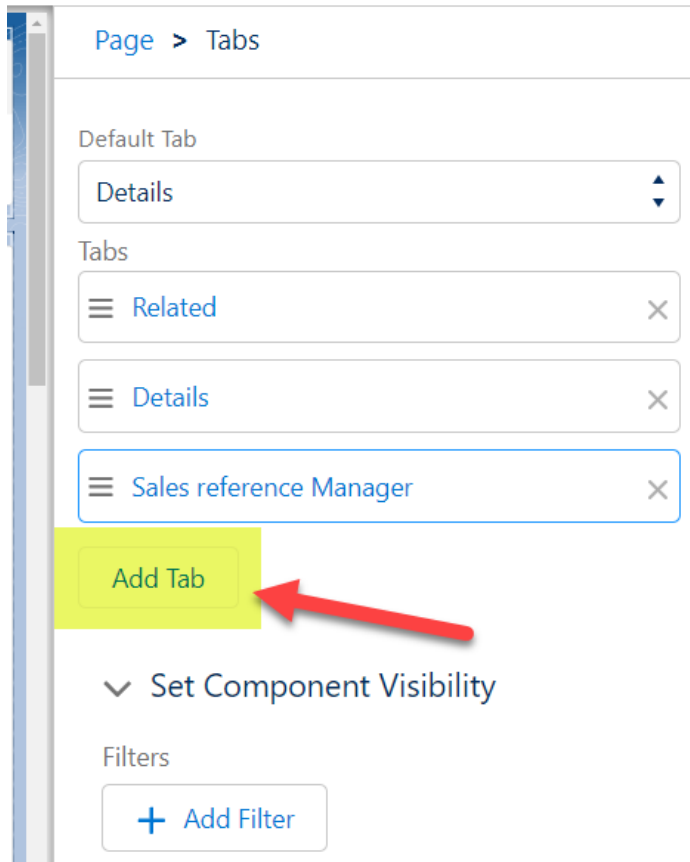 Page > Tabs
Default Tab
Details
Tabs
Related
Details
Sales reference Manager
Add Tab
Set Component Visibility
Filters
+ Add Filter